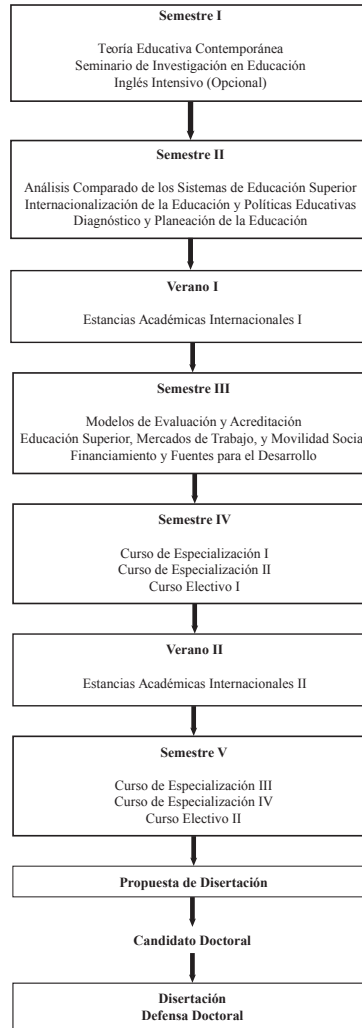 Semestre I
Teoría Educativa Contemporánea
Seminario de Investigación en Educación
Inglés Intensivo (Opcional)
Semestre II
Análisis Comparado de los Sistemas de Educación Superior
Internacionalización de la Educación y Políticas Educativas
Diagnóstico y Planeación de la Educación
Verano I
Estancias Académicas Internacionales I
Semestre III
Modelos de Evaluación y Acreditación
Educación Superior, Mercados de Trabajo, y Movilidad Socia
Financiamiento y Fuentes para el Desarrollo
Semestre IV
Curso de Especialización I
Curso de Especialización II
Curso Electivo I
Verano II
Estancias Académicas Internacionales II
Semestre V
Curso de Especialización III
Curso de Especialización IV
Curso Electivo II
Propuesta de Disertación
Candidato Doctoral
Disertación
Defensa Doctoral